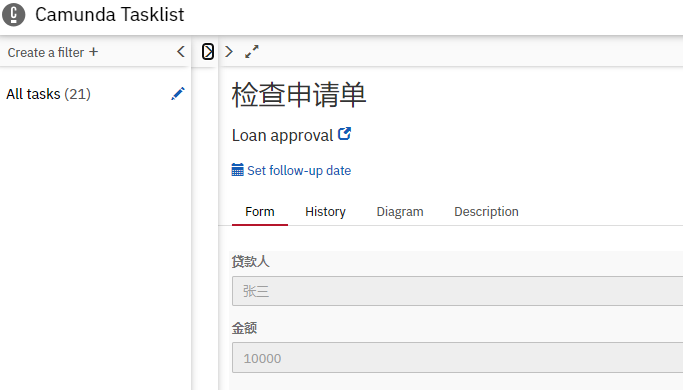 Camunda Tasklist
Create a filter +
All tasks (21)
检查申请单
Loan approval
Set follow-up date
Form History Diagram Description
贷款人
张三
金额
10000